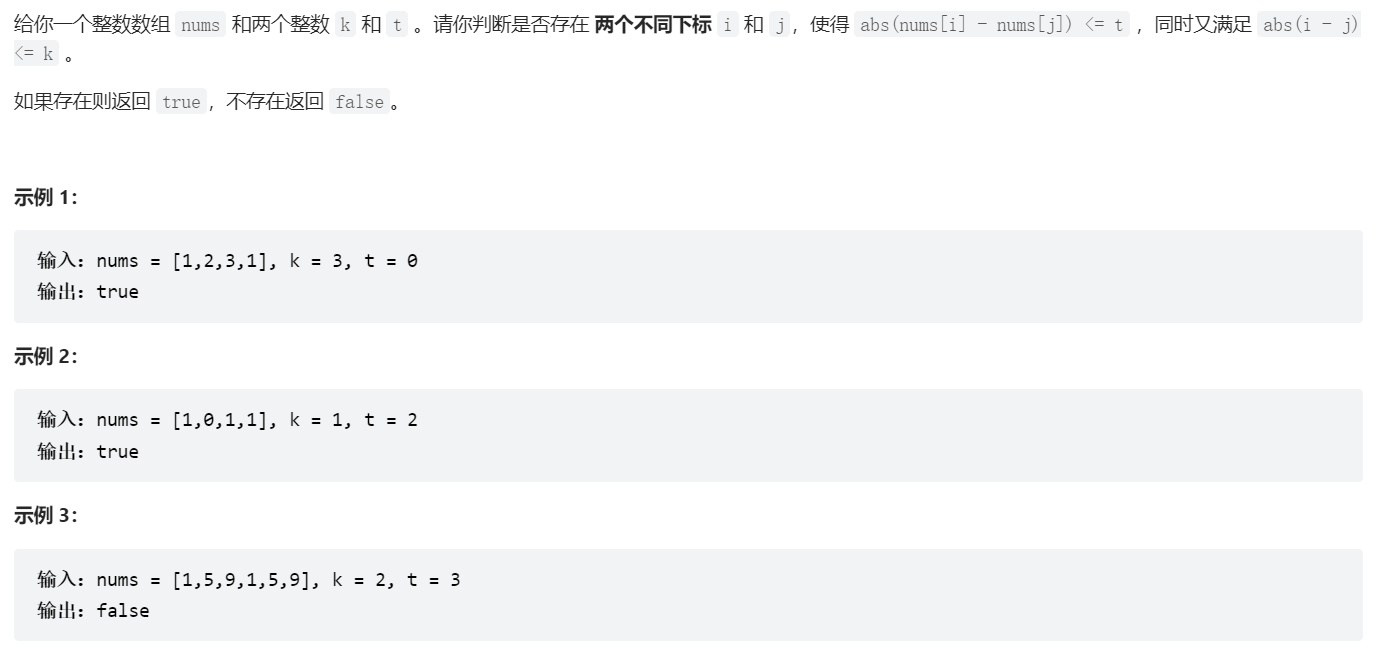 给你一个整数数组 nums 和两个整数 k 和 t 。请你判断是否存在 两个不同下标 i 和 j，使得 abs(nums[i] - nums[j]) <= t ，同时又满足 abs(i - j)
<= k 。
如果存在则返回 true，不存在返回 false。
示例 1：
输入：nums = [1,2,3,1], k = 3, t = 0
输出：true
示例 2：
输入：nums = [1,0,1,1], k = 1, t = 2
输出：true
示例 3：
输入：nums = [1,5,9,1,5,9], k = 2, t = 3
输出：false